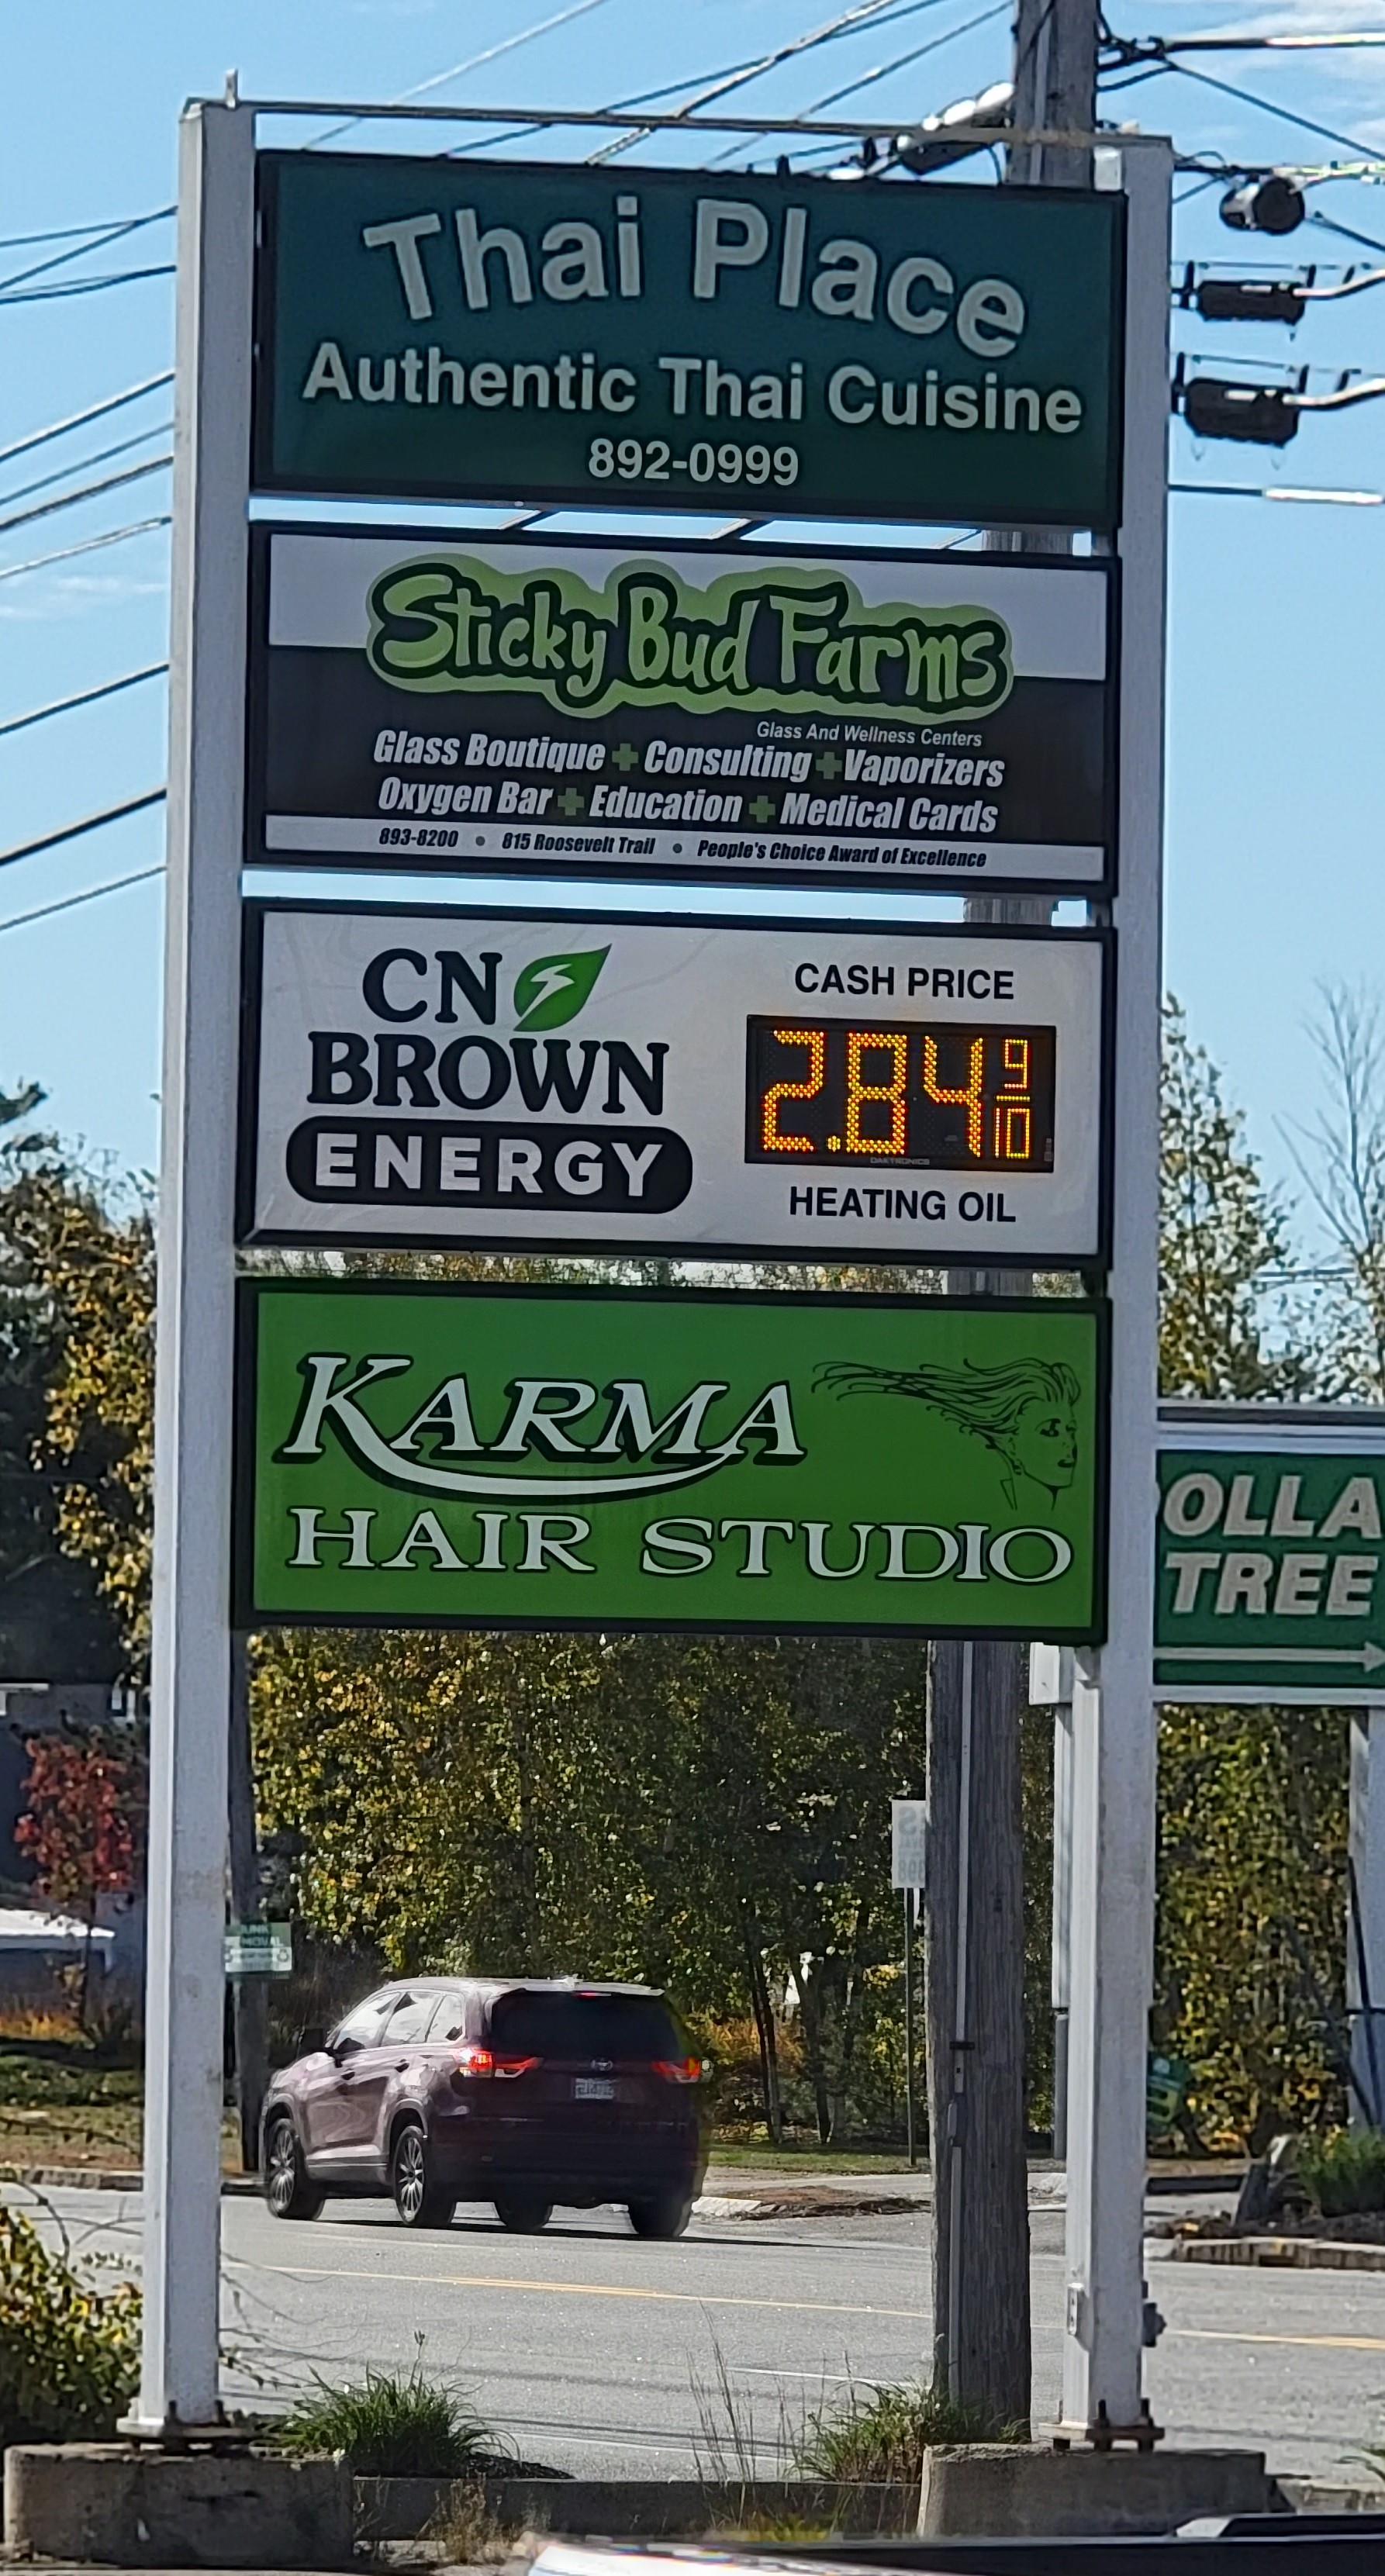 Thai Place
Authentic Thai Cuisine
892-0999
Sticky Bud Farms
Glass And Wellness Centers
Glass Boutique + Consulting + Vaporizers
Oxygen Bar + Education + Medical Cards
893-8200 • 815 Roosevelt Trail • People's Choice Award of Excellence
CN
BROWN
ENERGY
CASH PRICE
2.84 9/10
DAKTRONICS
HEATING OIL
KARMA
HAIR STUDIO
OLLA
TREE